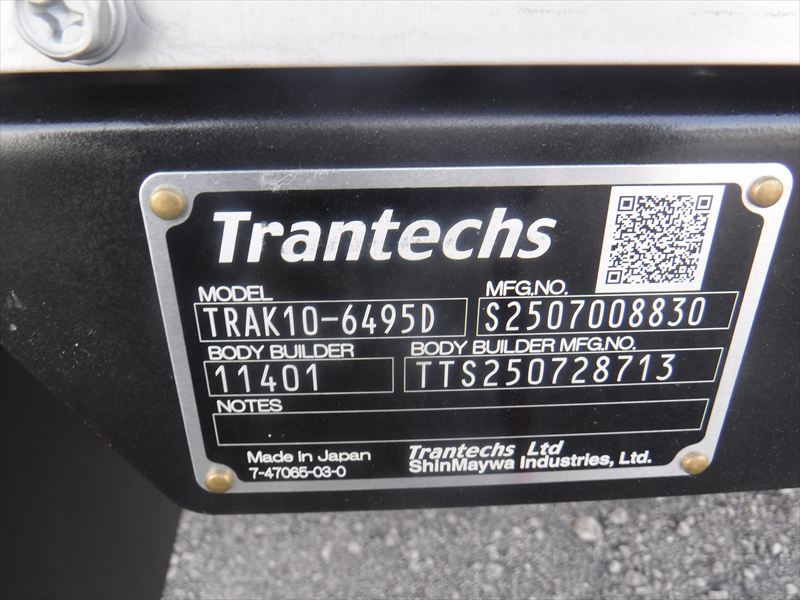 Trantechs
MODEL MFG.NO.
TRAK10-6495D S2507008830
BODY BUILDER BODY BUILDER MFG.NO.
11401 TTS250728713
NOTES
Made in Japan Trantechs Ltd
7-47065-03-0 ShinMaywa Industries, Ltd.